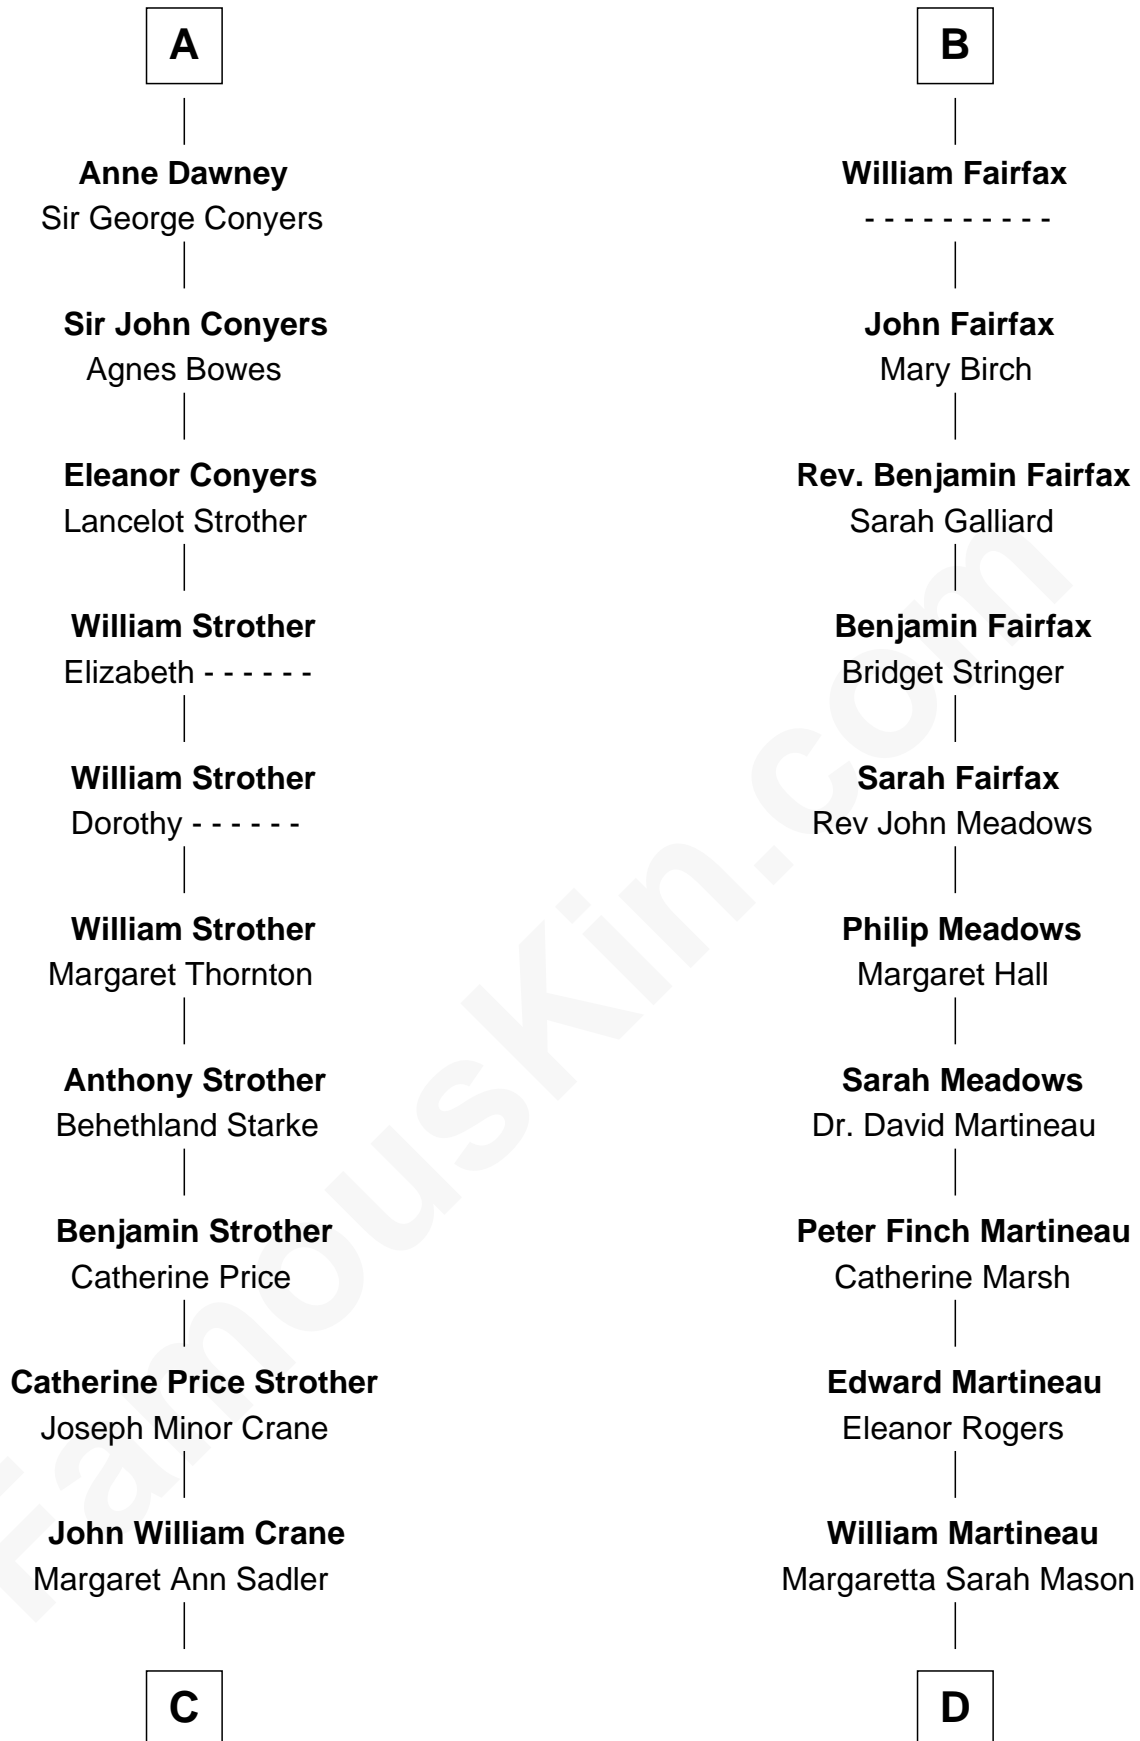 A
Anne Dawney
Sir George Conyers
Sir John Conyers
Agnes Bowes
Eleanor Conyers
Lancelot Strother
William Strother
Elizabeth - - - - - -
William Strother
Dorothy - - - - - -
William Strother
Margaret Thornton
Anthony Strother
Behethland Starke
Benjamin Strother
Catherine Price
Catherine Price Strother
Joseph Minor Crane
John William Crane
Margaret Ann Sadler
C
B
William Fairfax
- - - - - - - - - -
John Fairfax
Mary Birch
Rev. Benjamin Fairfax
Sarah Galliard
Benjamin Fairfax
Bridget Stringer
Sarah Fairfax
Rev John Meadows
Philip Meadows
Margaret Hall
Sarah Meadows
Dr. David Martineau
Peter Finch Martineau
Catherine Marsh
Edward Martineau
Eleanor Rogers
William Martineau
Margaretta Sarah Mason
D
FamousKin.com